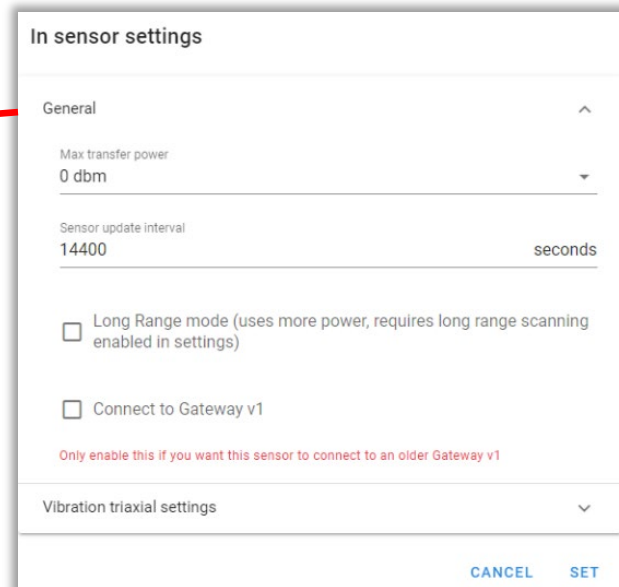 In sensor settings
General
Max transfer power
0 dbm
Sensor update interval
14400 seconds
Long Range mode (uses more power, requires long range scanning
enabled in settings)
Connect to Gateway v1
Only enable this if you want this sensor to connect to an older Gateway v1
Vibration triaxial settings
CANCEL SET